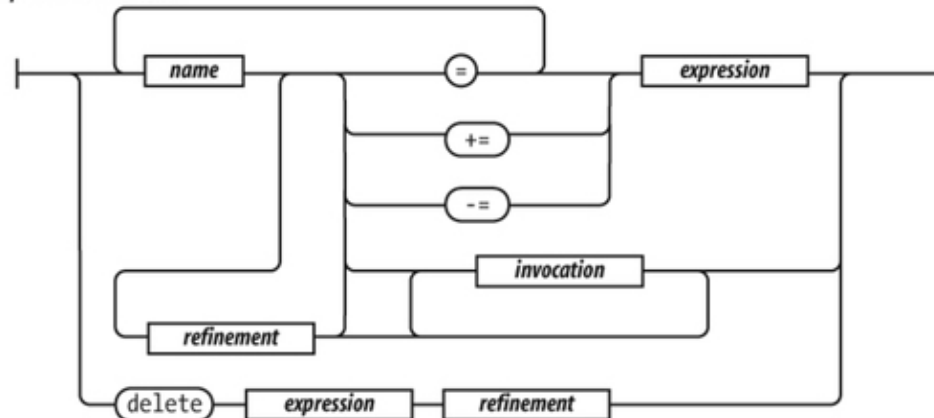 name = expression
+=
-=
invocation
refinement
delete expression refinement